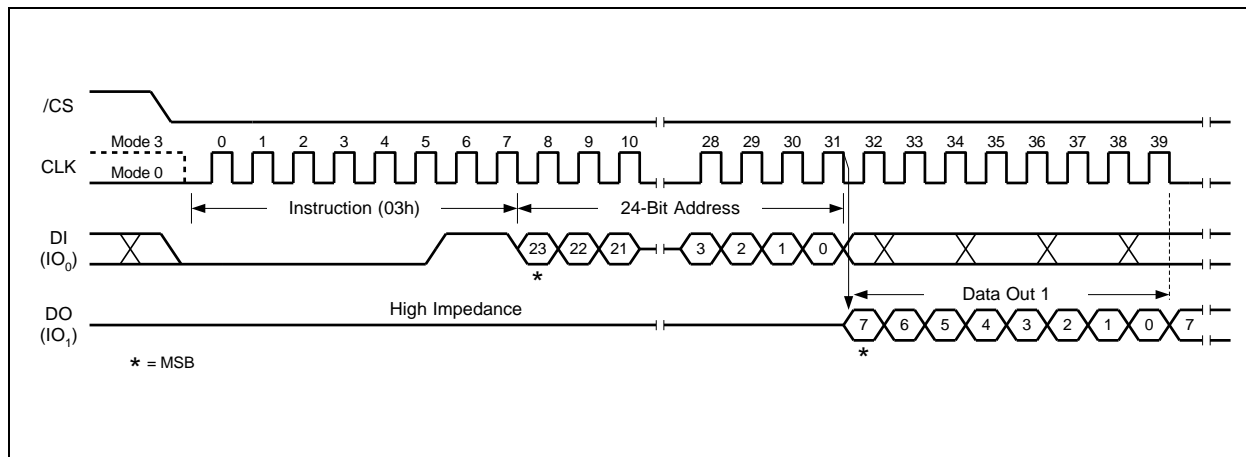 /CS
Mode 3 0 1 2 3 4 5 6 7 8 9 10 28 29 30 31 32 33 34 35 36 37 38 39
CLK Mode 0
Instruction (03h) 24-Bit Address
DI
(IO0) 23 22 21 3 2 1 0
*
Data Out 1
High Impedance
DO
(IO1) 7 6 5 4 3 2 1 0 7
* = MSB *